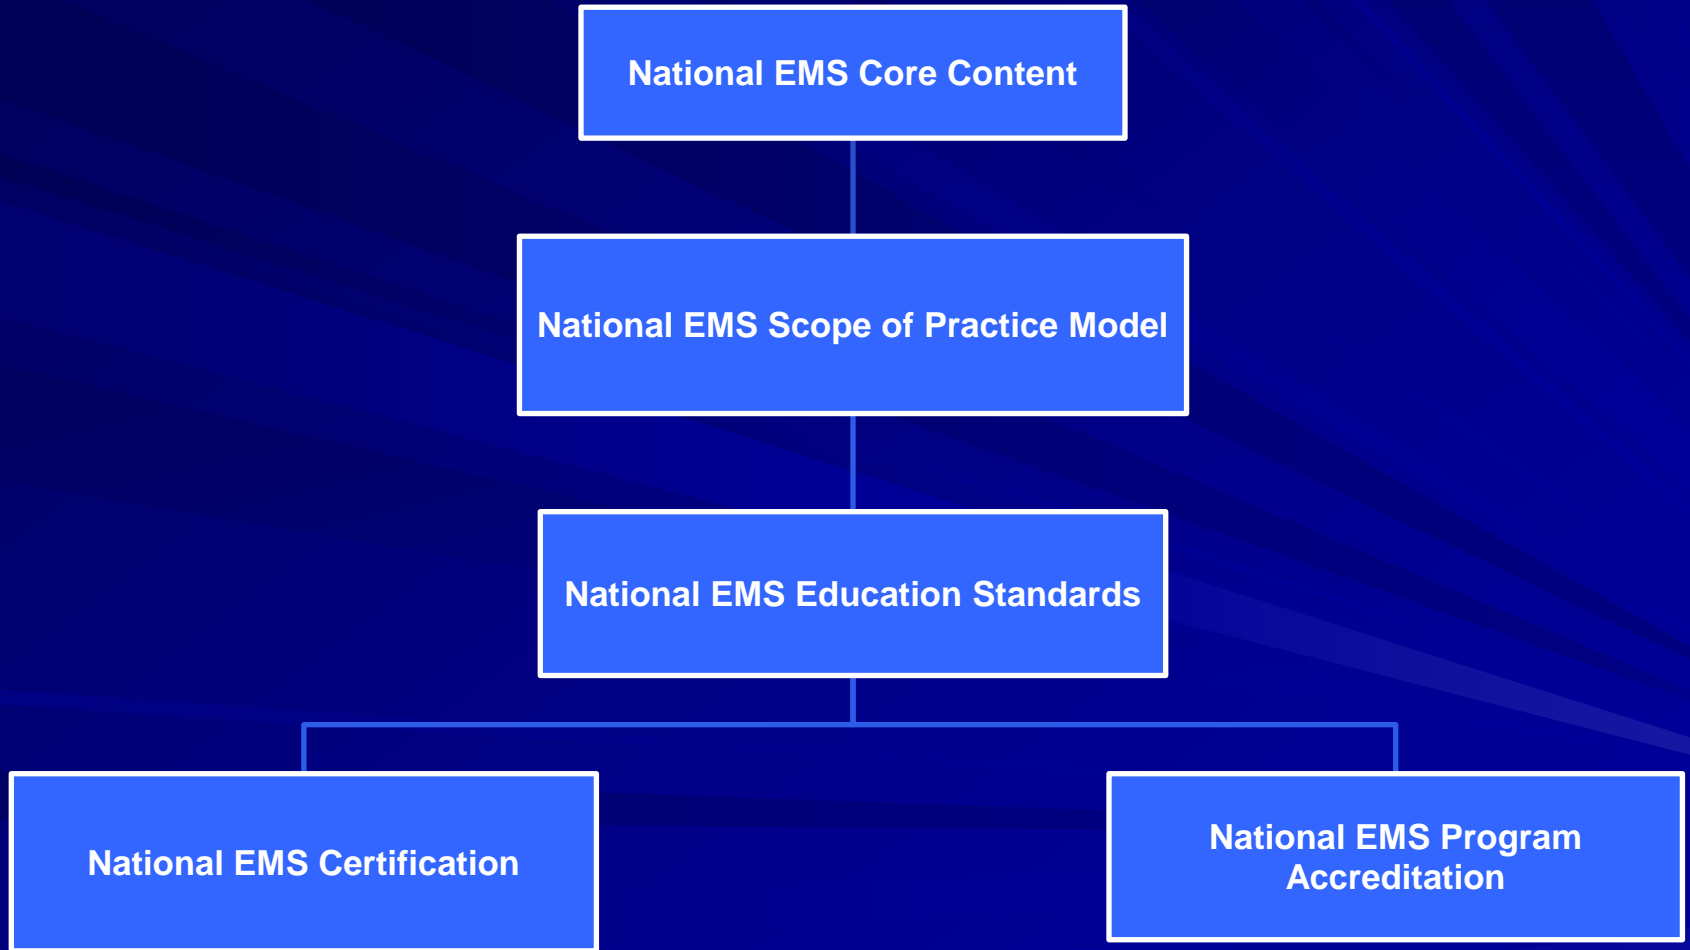 National EMS Core Content
National EMS Scope of Practice Model
National EMS Education Standards
National EMS Certification
National EMS Program
Accreditation